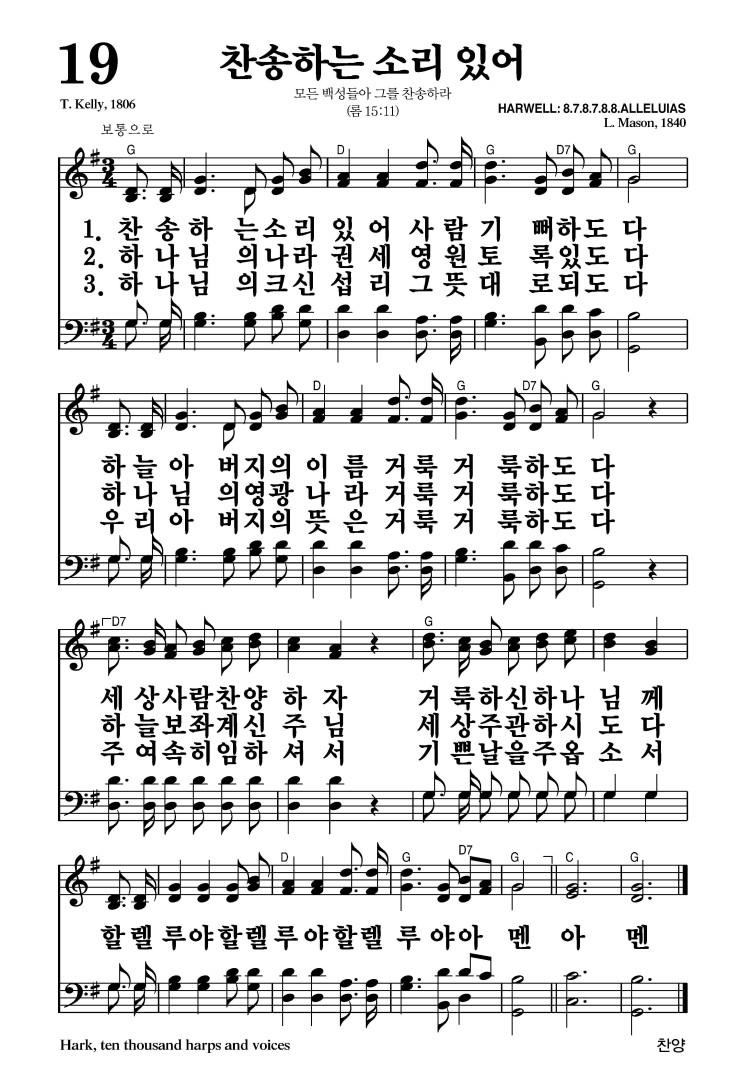 19
찬송하는 소리 있어
모든 백성들아 그를 찬송하라
(롬 15:11)
T. Kelly, 1806
HARWELL: 8.7.8.7.8.8.ALLELUIAS
L. Mason, 1840
보통으로
G D G D7 G
3/4
1. 찬 송 하 는 소리 있 어 사 람 기 뻐하도 다
2. 하 나 님 의 나라 권 세 영 원 토 록있도 다
3. 하 나 님 의 크신 섭 리 그 뜻 대 로되도 다
3/4
D G D7 G
하 늘 아 버지의 이 름 거 룩 거 룩하도 다
하 나 님 의영광 나 라 거 룩 거 룩하도 다
우 리 아 버지의 뜻 은 거 룩 거 룩하도 다
D7 G
세 상사람찬양 하 자 거 룩하신하나 님 께
하 늘보좌계신 주 님 세 상주관하시 도 다
주 여속히임하 셔 서 기 쁜날을주옵 소 서
D G D7 G C G
할 렐 루야할렐루야할렐 루 야아 멘 아 멘
Hark, ten thousand harps and voices
찬양